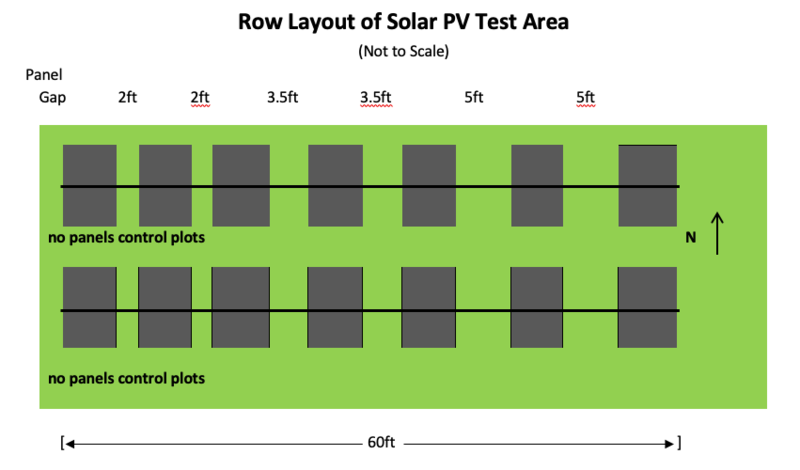 Row Layout of Solar PV Test Area
(Not to Scale)
Panel
Gap 2ft 2ft 3.5ft 3.5ft 5ft 5ft
no panels control plots
N
no panels control plots
[ 60ft ]